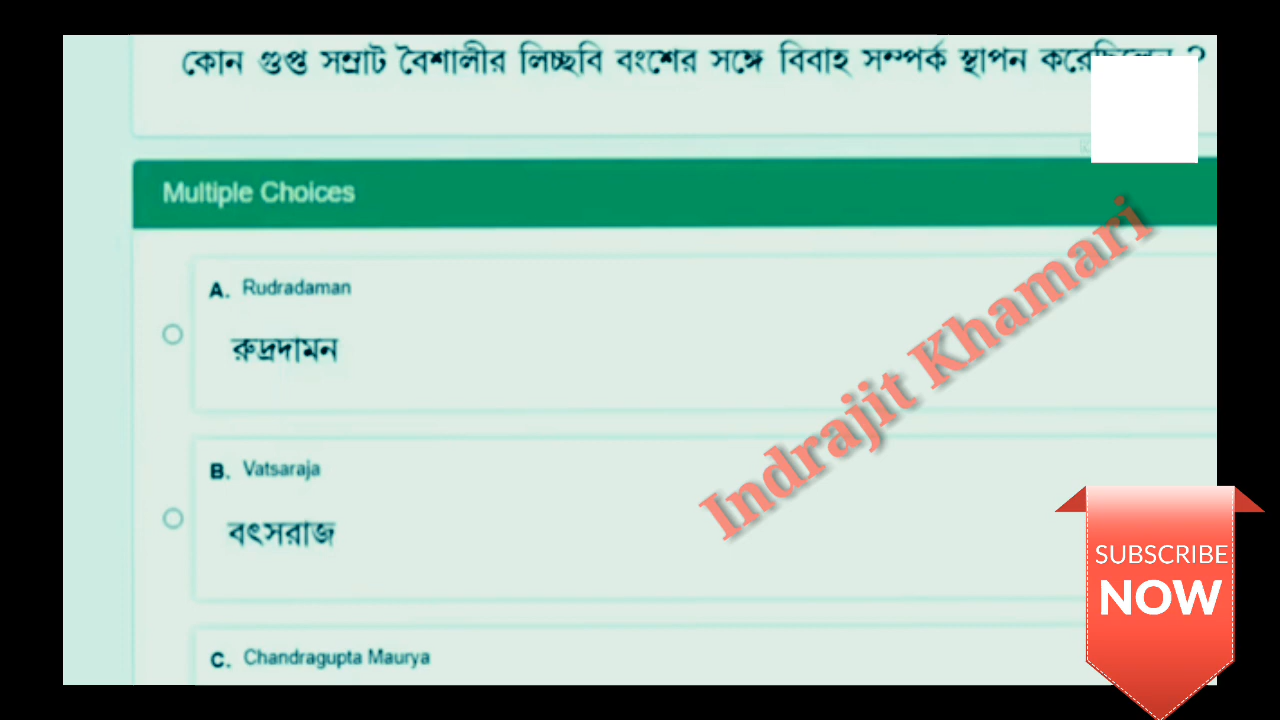 কোন গুপ্ত সম্রাট বৈশালীর লিচ্ছবি বংশের সঙ্গে বিবাহ সম্পর্ক স্থাপন করেছিলেন ?
Multiple Choices
A. Rudradaman
রুদ্রদামন
B. Vatsaraja
বৎসরাজ
C. Chandragupta Maurya
Indrajit Khamari
SUBSCRIBE
NOW